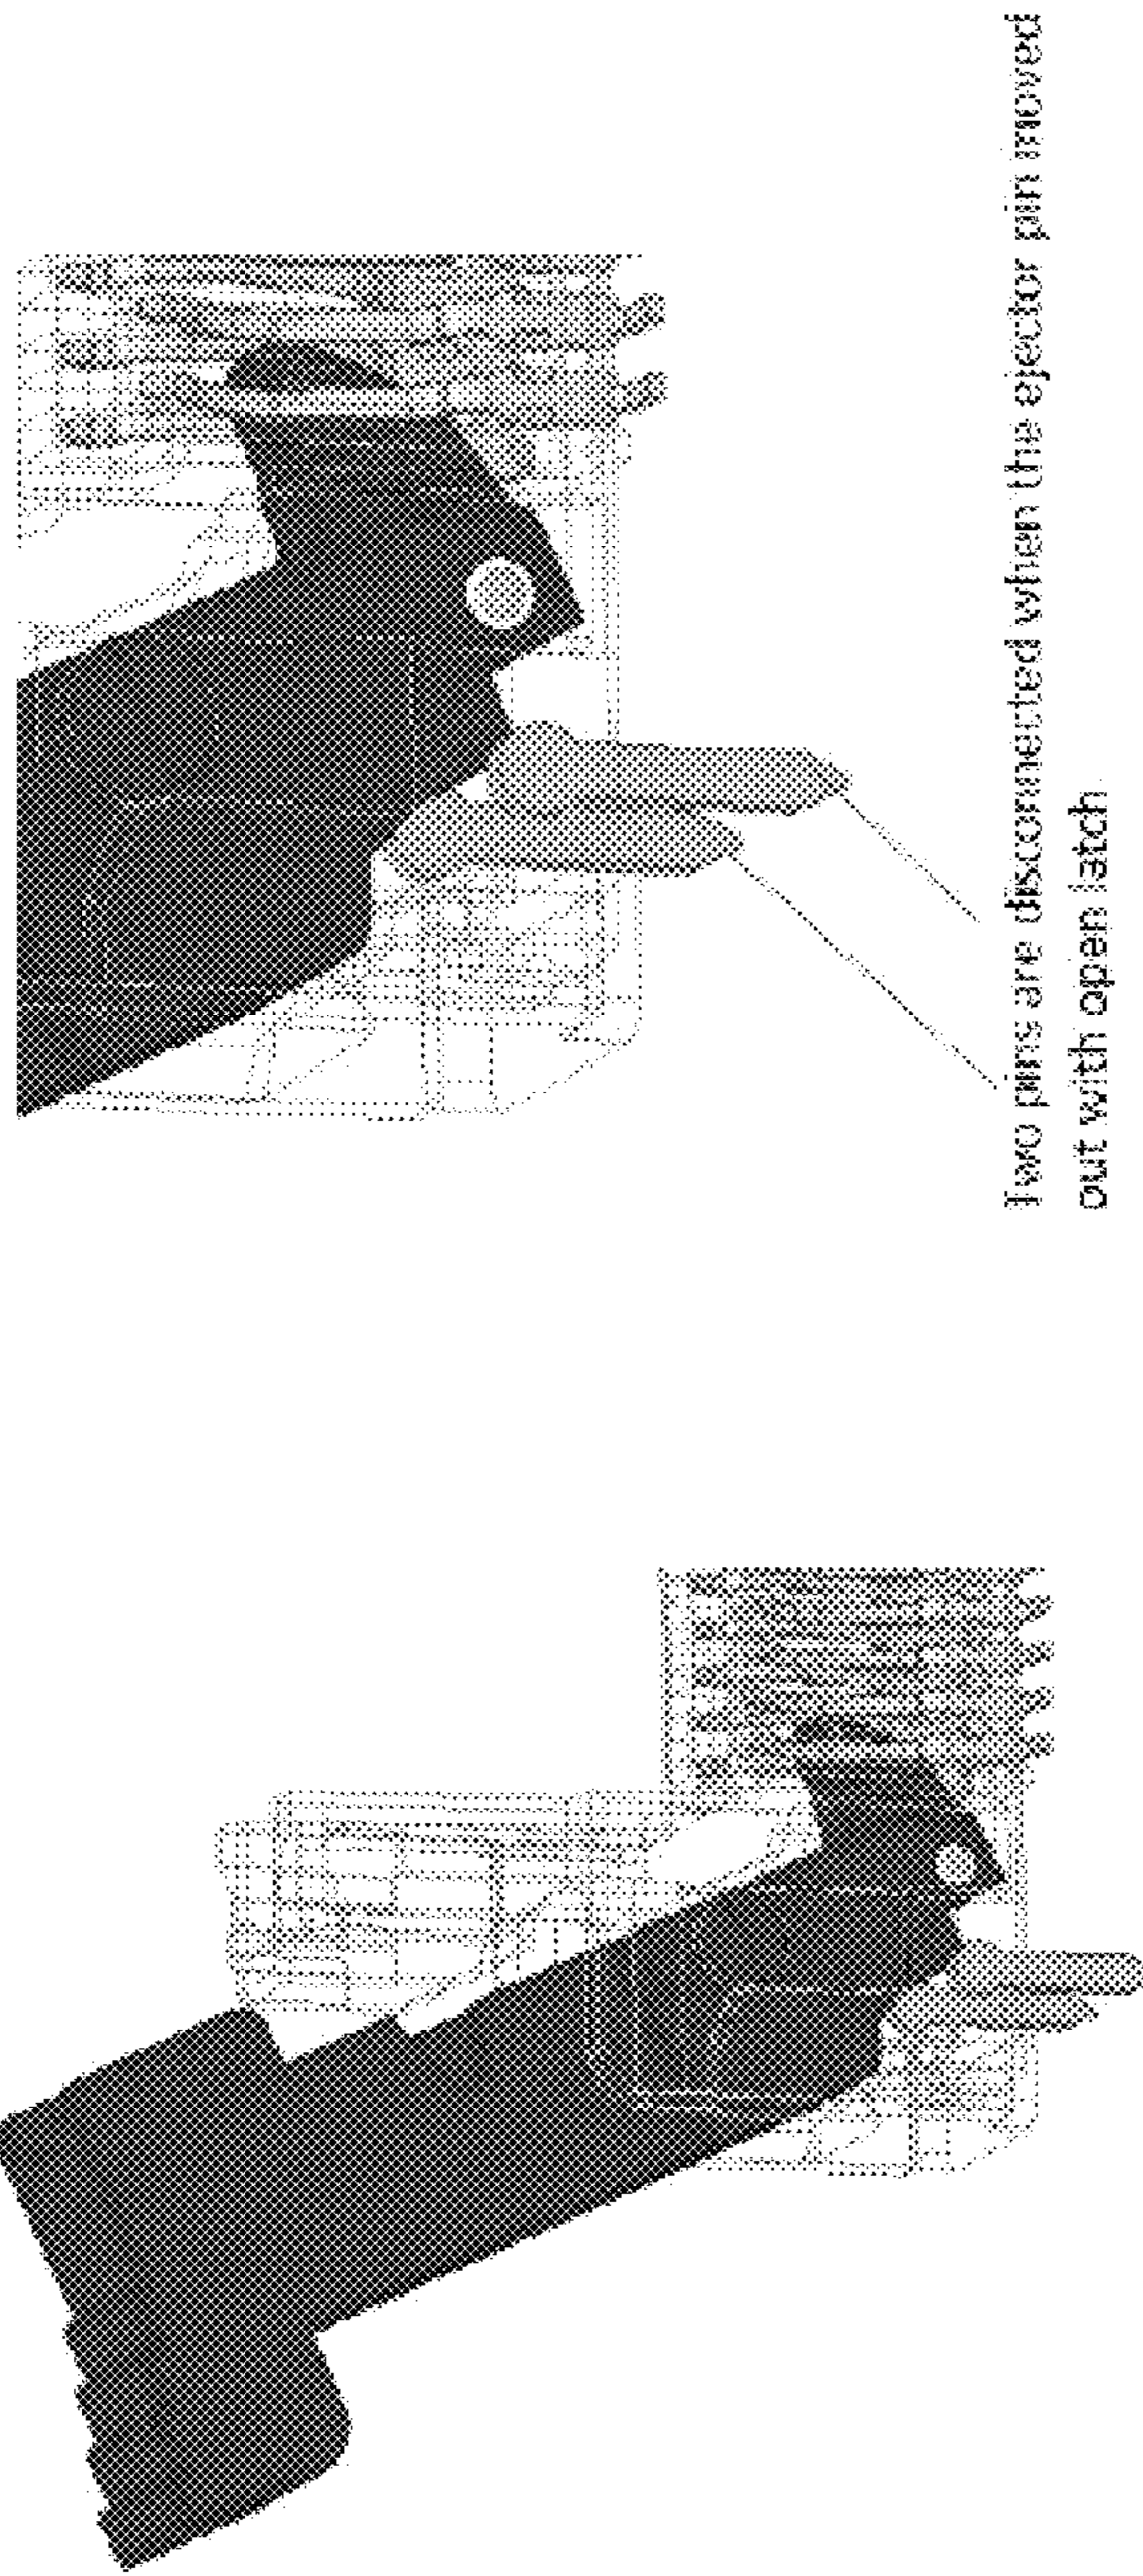 Two pins are disconnected when the ejector pin moved
out with open latch